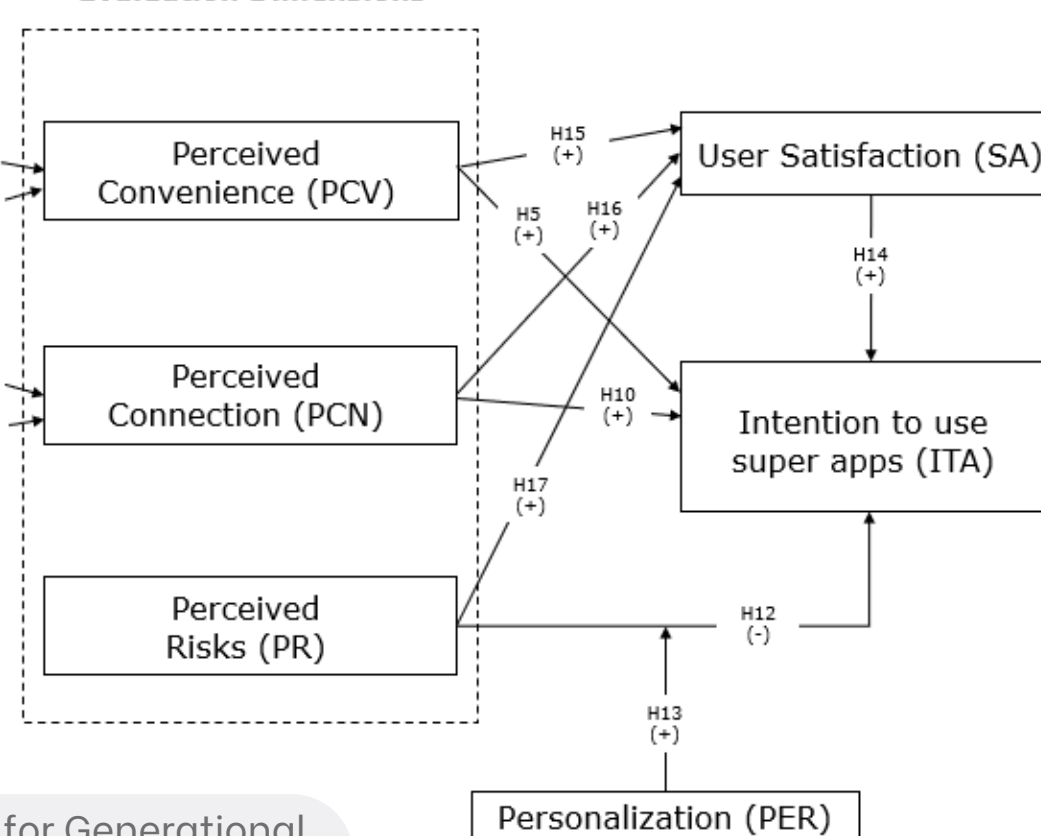 Perceived
Convenience (PCV)
H15
(+)
User Satisfaction (SA)
H5
(+)
H16
(+)
H14
(+)
Perceived
Connection (PCN)
H10
(+)
Intention to use
super apps (ITA)
H17
(+)
Perceived
Risks (PR)
H12
(-)
H13
(+)
Personalization (PER)
for Generational